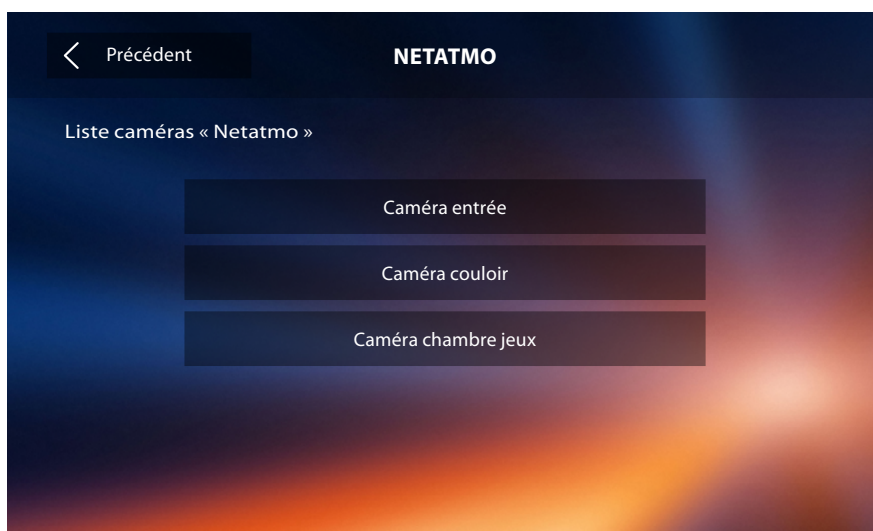 Précédent
NETATMO
Liste caméras « Netatmo »
Caméra entrée
Caméra couloir
Caméra chambre jeux